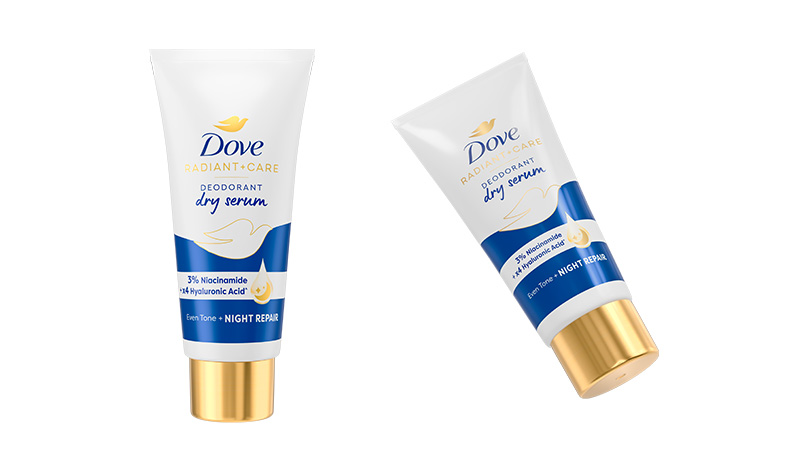 Dove
RADIANT+CARE
DEODORANT
dry serum
3% Niacinamide
+x4 Hyaluronic Acid*
Even Tone + NIGHT REPAIR
Dove
RADIANT+CARE
DEODORANT
dry serum
3% Niacinamide
+x4 Hyaluronic Acid*
Even Tone + NIGHT REPAIR